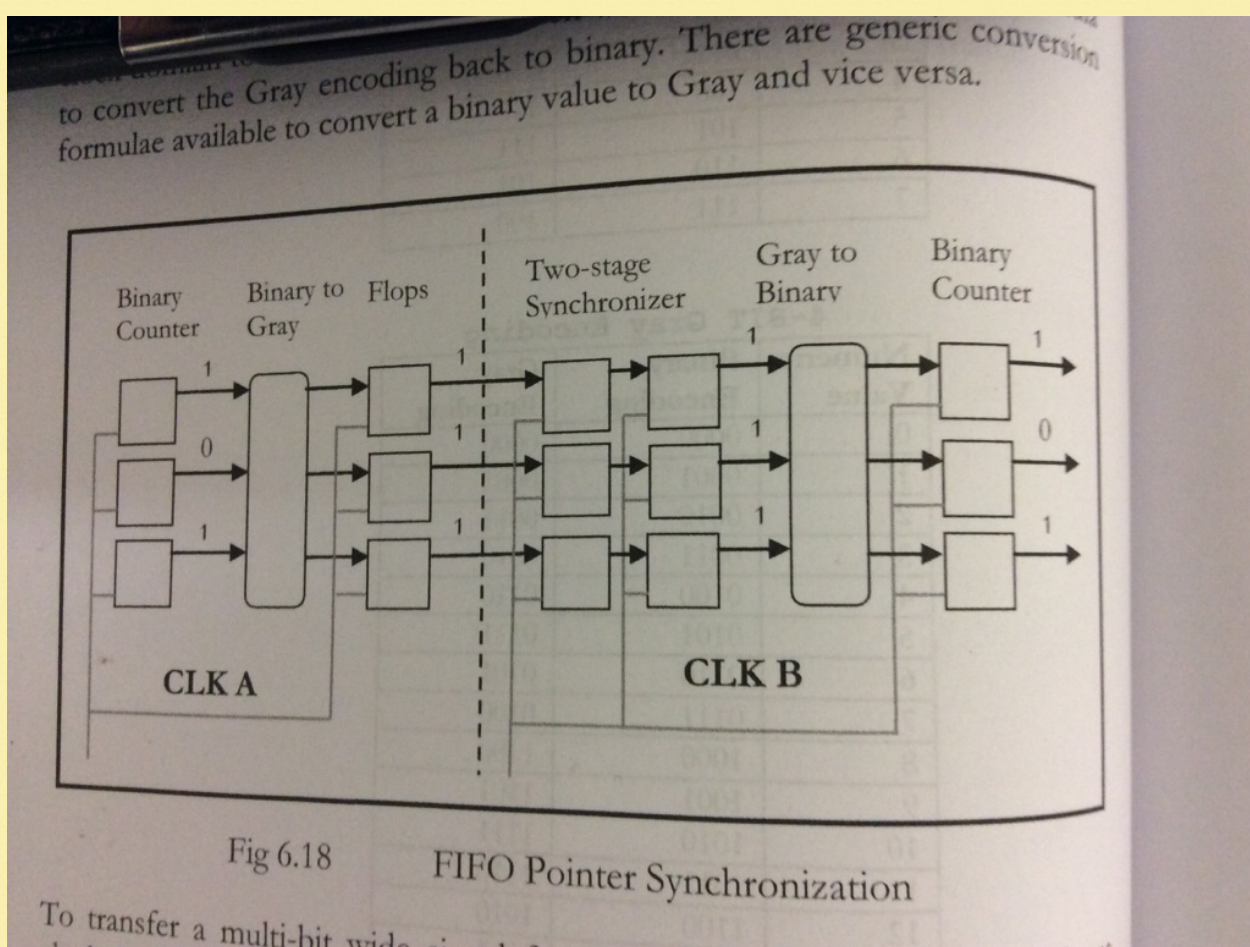 to convert the Gray encoding back to binary. There are generic conversion
formulae available to convert a binary value to Gray and vice versa.
Binary
Counter
Binary to
Gray
Flops
Two-stage
Synchronizer
Gray to
Binary
Binary
Counter
1
1
1
1
0
1
1
0
1
1
1
1
CLK A
CLK B
Fig 6.18 FIFO Pointer Synchronization
To transfer a multi-bit wide